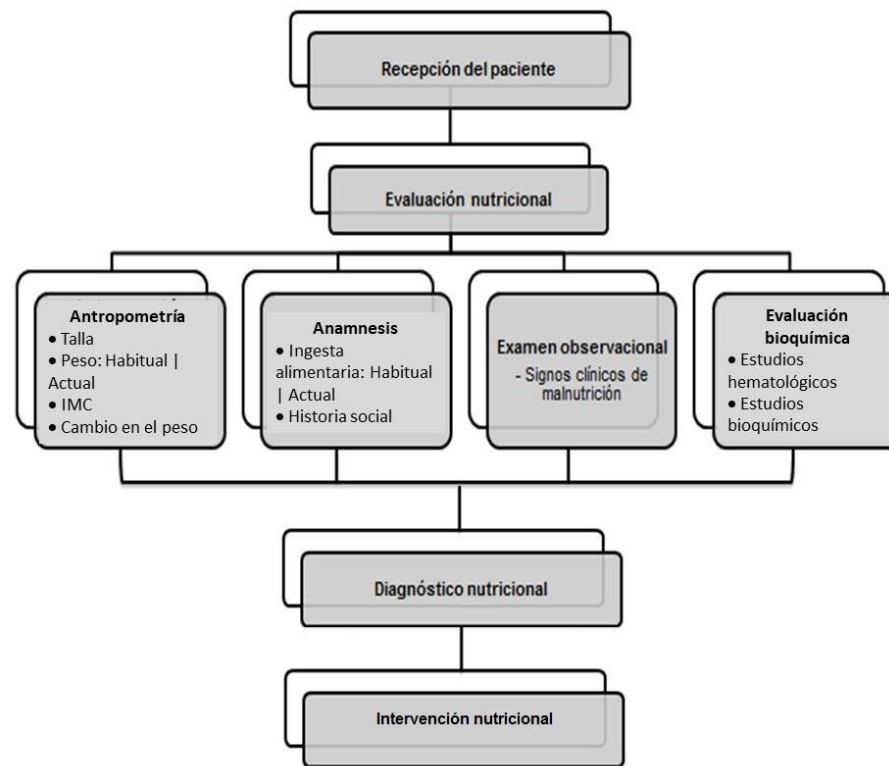 Recepción del paciente
Evaluación nutricional
Antropometría
• Talla
• Peso: Habitual |
Actual
• IMC
• Cambio en el peso
Anamnesis
• Ingesta
alimentaria: Habitual
| Actual
• Historia social
Examen observacional
- Signos clínicos de
malnutrición
Evaluación
bioquímica
• Estudios
hematológicos
• Estudios
bioquímicos
Diagnóstico nutricional
Intervención nutricional